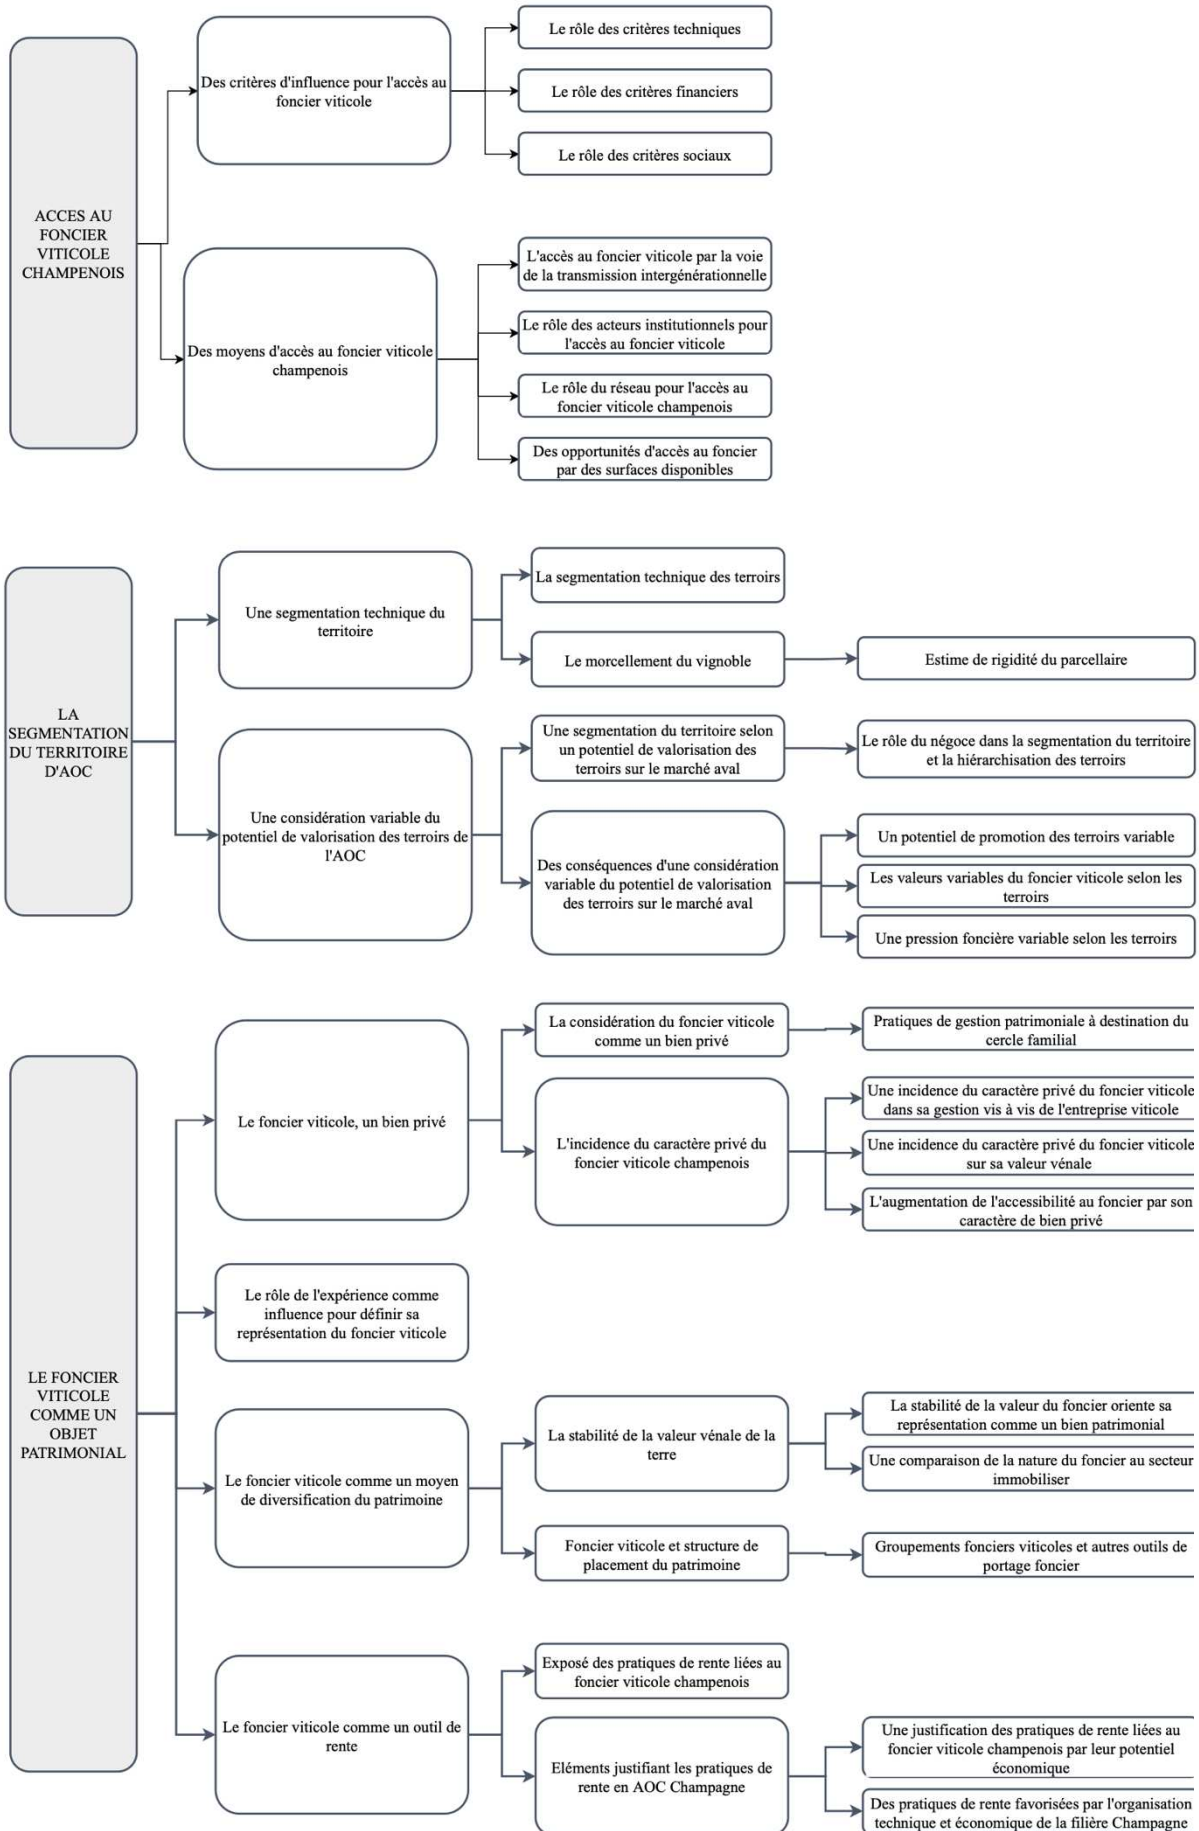 ACCES AU
FONCIER
VITICOLE
CHAMPENOIS
Des critères d'influence pour l'accès au
foncier viticole
Le rôle des critères techniques
Le rôle des critères financiers
Le rôle des critères sociaux
Des moyens d'accès au foncier viticole
champenois
L'accès au foncier viticole par la voie
de la transmission intergénérationnelle
Le rôle des acteurs institutionnels pour
l'accès au foncier viticole
Le rôle du réseau pour l'accès au
foncier viticole champenois
Des opportunités d'accès au foncier
par des surfaces disponibles
LA
SEGMENTATION
DU TERRITOIRE
D'AOC
Une segmentation technique du
territoire
La segmentation technique des terroirs
Le morcellement du vignoble
Estime de rigidité du parcellaire
Une considération variable du
potentiel de valorisation des terroirs de
l'AOC
Une segmentation du territoire selon
un potentiel de valorisation des
terroirs sur le marché aval
Le rôle du négoce dans la segmentation du territoire
et la hiérarchisation des terroirs
Des conséquences d'une considération
variable du potentiel de valorisation
des terroirs sur le marché aval
Un potentiel de promotion des terroirs variable
Les valeurs variables du foncier viticole selon les
terroirs
Une pression foncière variable selon les terroirs
LE FONCIER
VITICOLE
COMME UN
OBJET
PATRIMONIAL
Le foncier viticole, un bien privé
La considération du foncier viticole
comme un bien privé
Pratiques de gestion patrimoniale à destination du
cercle familial
L'incidence du caractère privé du
foncier viticole champenois
Une incidence du caractère privé du foncier viticole
dans sa gestion vis à vis de l'entreprise viticole
Une incidence du caractère privé du foncier viticole
sur sa valeur vénale
L'augmentation de l'accessibilité au foncier par son
caractère de bien privé
Le rôle de l'expérience comme
influence pour définir sa
représentation du foncier viticole
Le foncier viticole comme un moyen
de diversification du patrimoine
La stabilité de la valeur vénale de la
terre
La stabilité de la valeur du foncier oriente sa
représentation comme un bien patrimonial
Une comparaison de la nature du foncier au secteur
immobiliser
Foncier viticole et structure de
placement du patrimoine
Groupements fonciers viticoles et autres outils de
portage foncier
Le foncier viticole comme un outil de
rente
Exposé des pratiques de rente liées au
foncier viticole champenois
Eléments justifiant les pratiques de
rente en AOC Champagne
Une justification des pratiques de rente liées au
foncier viticole champenois par leur potentiel
économique
Des pratiques de rente favorisées par l'organisation
technique et économique de la filière Champagne